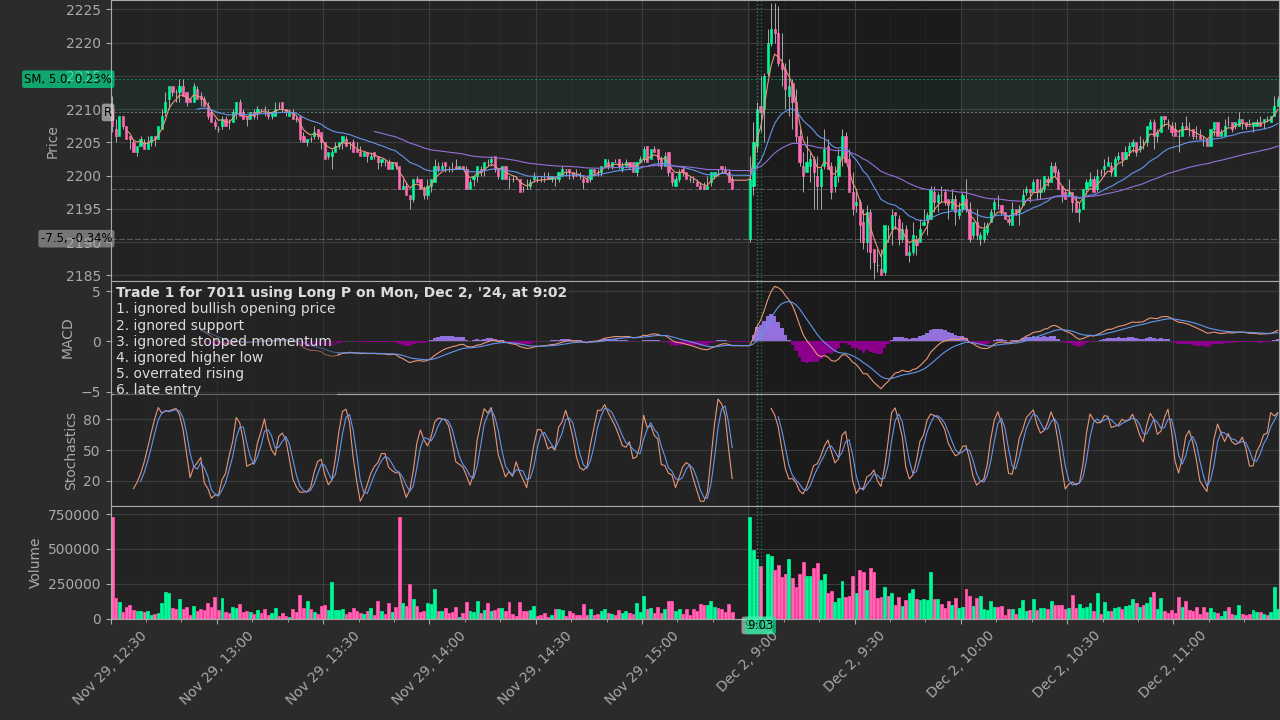 2225
2220
SM, 5.0, 0.23%
2210
R
2205
2200
2195
-7.5, -0.34%
2190
2185
Price
Trade 1 for 7011 using Long P on Mon, Dec 2, '24, at 9:02
1. ignored bullish opening price
2. ignored support
3. ignored stoped momentum
4. ignored higher low
5. overrated rising
6. late entry
5
0
−5
MACD
80
50
20
Stochastics
750000
500000
250000
0
Volume
9:03
Nov 29, 12:30
Nov 29, 13:00
Nov 29, 13:30
Nov 29, 14:00
Nov 29, 14:30
Nov 29, 15:00
Dec 2, 9:00
Dec 2, 9:30
Dec 2, 10:00
Dec 2, 10:30
Dec 2, 11:00